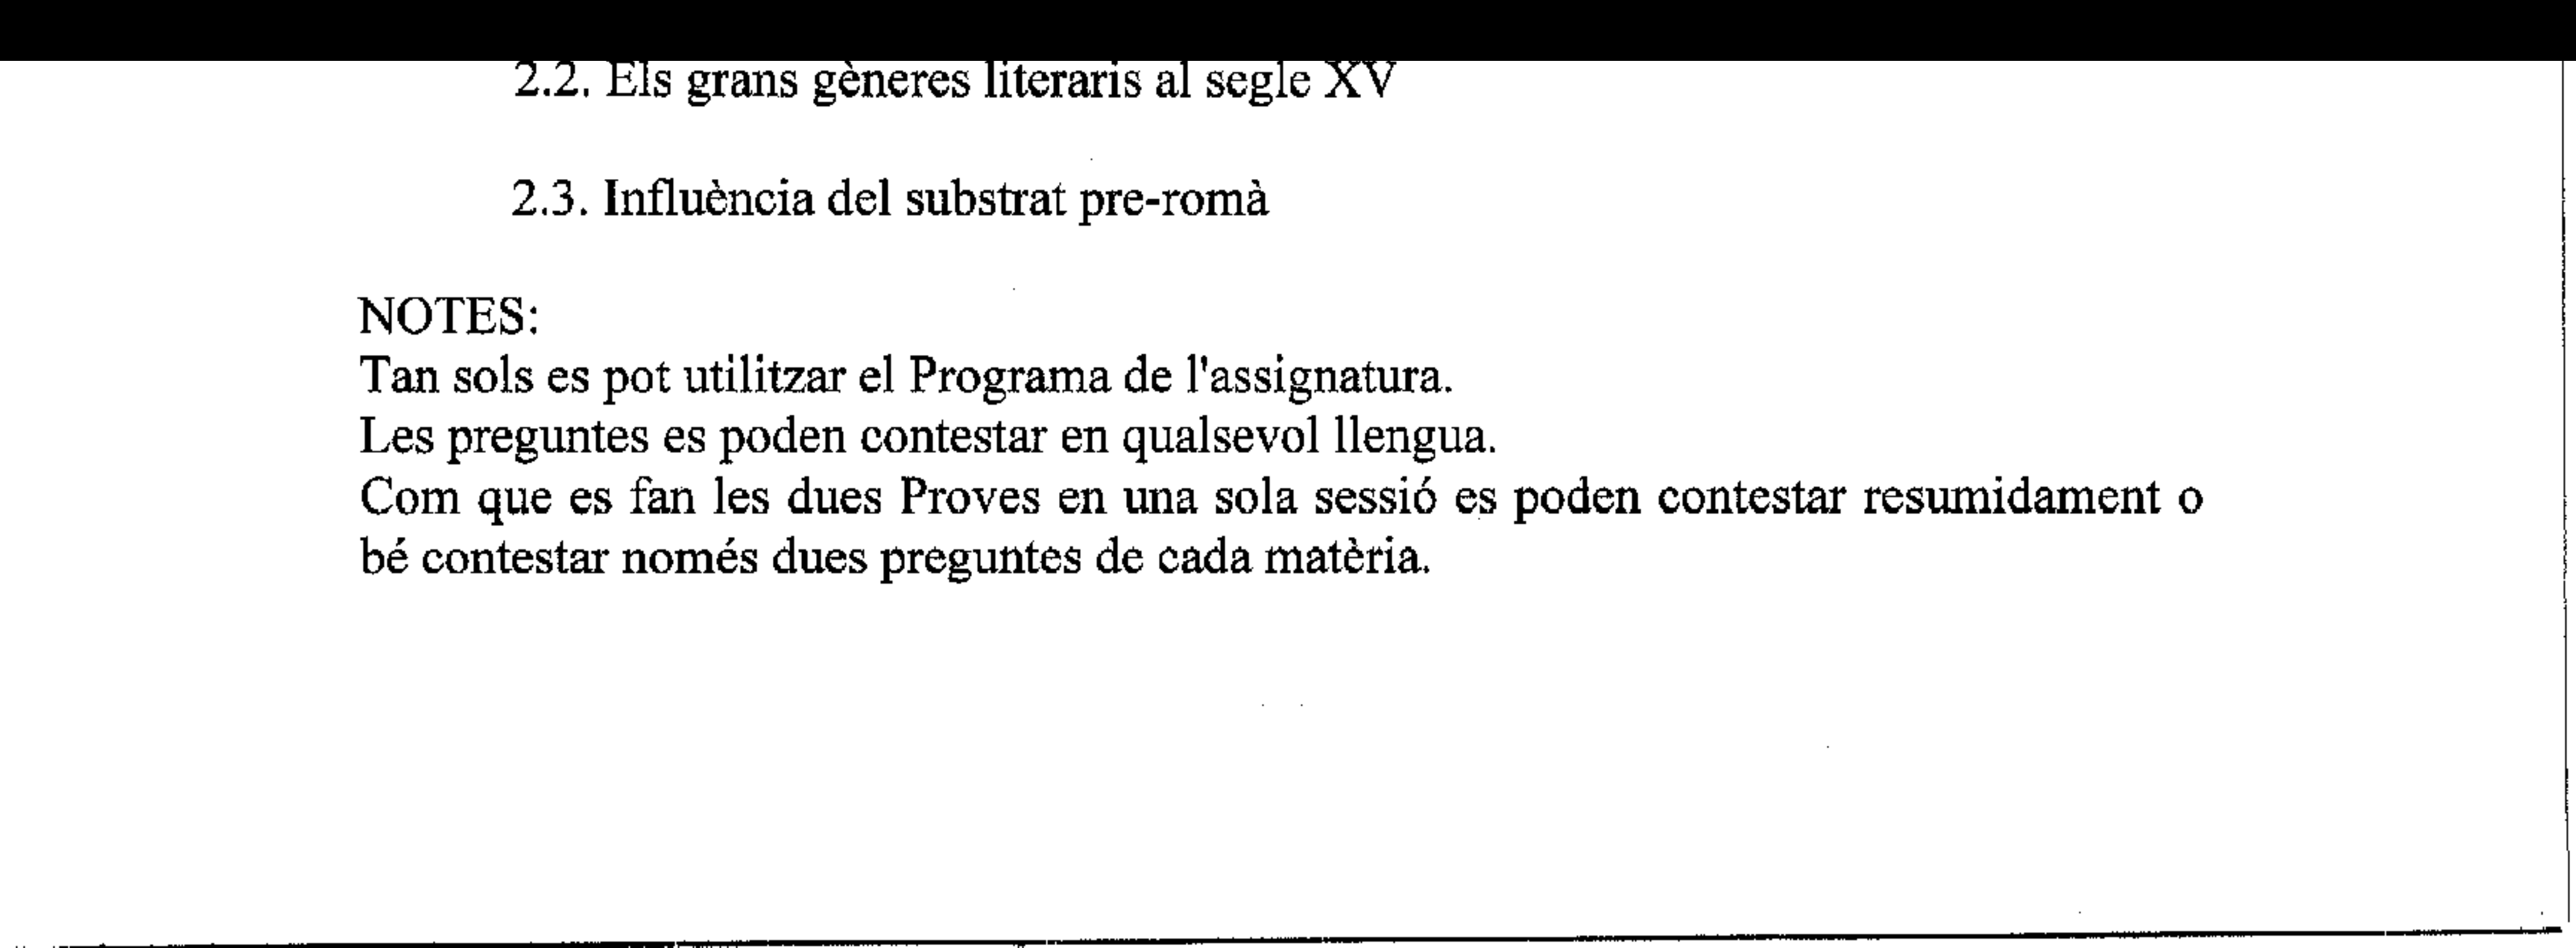 2.2. Els grans gèneres literaris al segle XV
2.3. Influència del substrat pre-romà
NOTES:
Tan sols es pot utilitzar el Programa de l'assignatura.
Les preguntes es poden contestar en qualsevol llengua.
Com que es fan les dues Proves en una sola sessió es poden contestar resumidament o
bé contestar només dues preguntes de cada matèria.